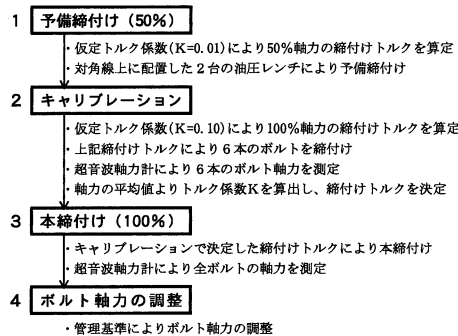 1 予備締付け（50%）
・仮定トルク係数(K=0.01)により50%軸力の締付けトルクを算定
・対角線上に配置した２台の油圧レンチにより予備締付け
2 キャリブレーション
・仮定トルク係数(K=0.10)により100%軸力の締付けトルクを算定
・上記締付けトルクにより６本のボルトを締付け
・超音波軸力計により６本のボルト軸力を測定
・軸力の平均値よりトルク係数Kを算出し、締付けトルクを決定
3 本締付け（100%）
・キャリブレーションで決定した締付けトルクにより本締付け
・超音波軸力計により全ボルトの軸力を測定
4 ボルト軸力の調整
・管理基準によりボルト軸力の調整